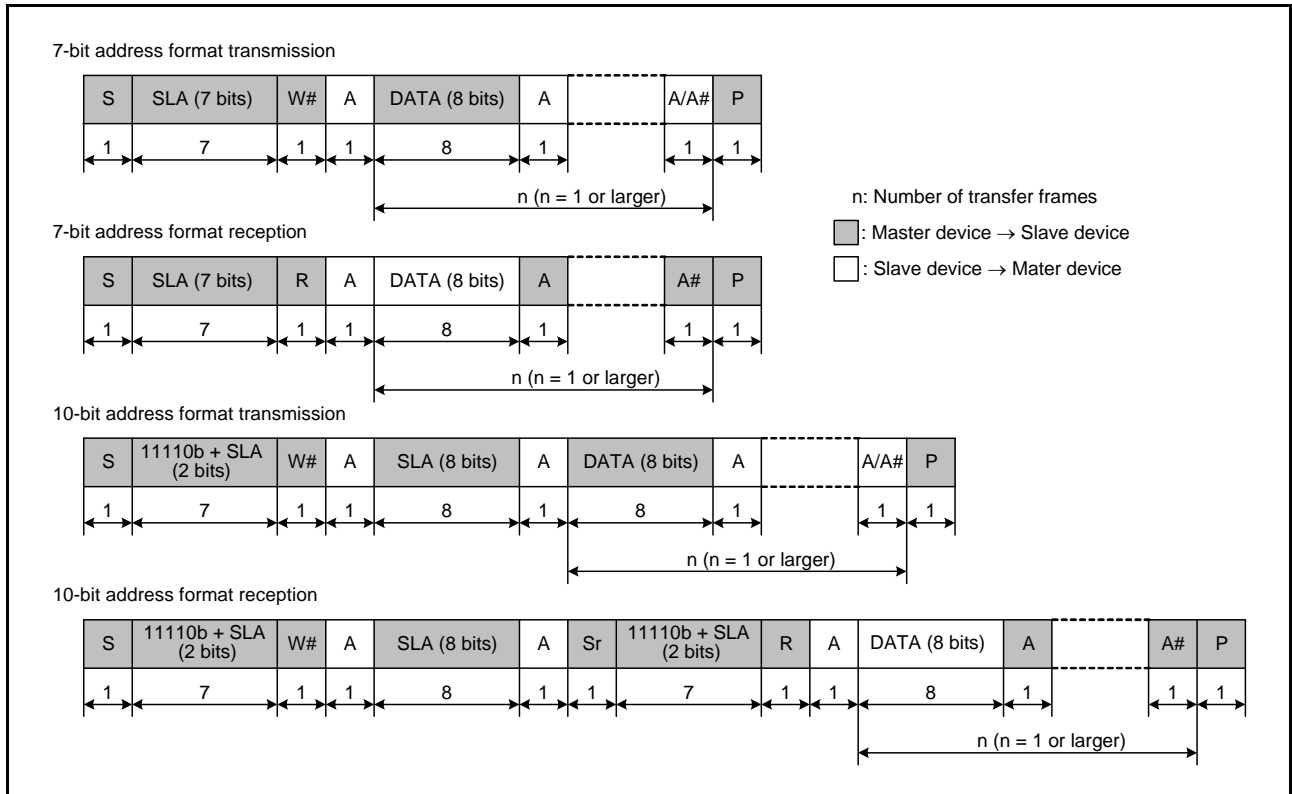 7-bit address format transmission
S SLA (7 bits) W# A DATA (8 bits) A A/A# P
1 7 1 1 8 1 1 1
n (n = 1 or larger)
n: Number of transfer frames
: Master device → Slave device
: Slave device → Mater device
7-bit address format reception
S SLA (7 bits) R A DATA (8 bits) A A# P
1 7 1 1 8 1 1 1
n (n = 1 or larger)
10-bit address format transmission
S 11110b + SLA (2 bits) W# A SLA (8 bits) A DATA (8 bits) A A/A# P
1 7 1 1 8 1 8 1 1 1
n (n = 1 or larger)
10-bit address format reception
S 11110b + SLA (2 bits) W# A SLA (8 bits) A Sr 11110b + SLA (2 bits) R A DATA (8 bits) A A# P
1 7 1 1 8 1 1 7 1 1 8 1 1 1
n (n = 1 or larger)